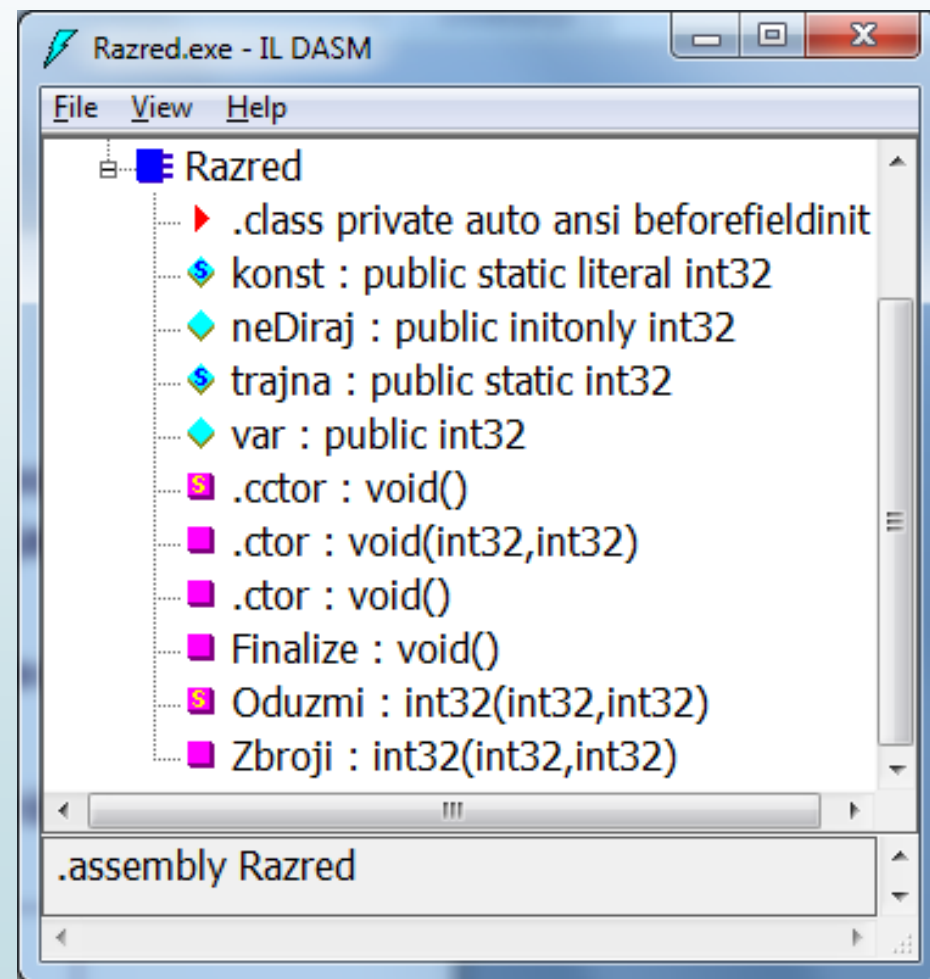 Razred.exe - IL DASM
File View Help
Razred
.class private auto ansi beforefieldinit
konst : public static literal int32
neDiraj : public initonly int32
trajna : public static int32
var : public int32
.cctor : void()
.ctor : void(int32,int32)
.ctor : void()
Finalize : void()
Oduzmi : int32(int32,int32)
Zbroji : int32(int32,int32)
.assembly Razred